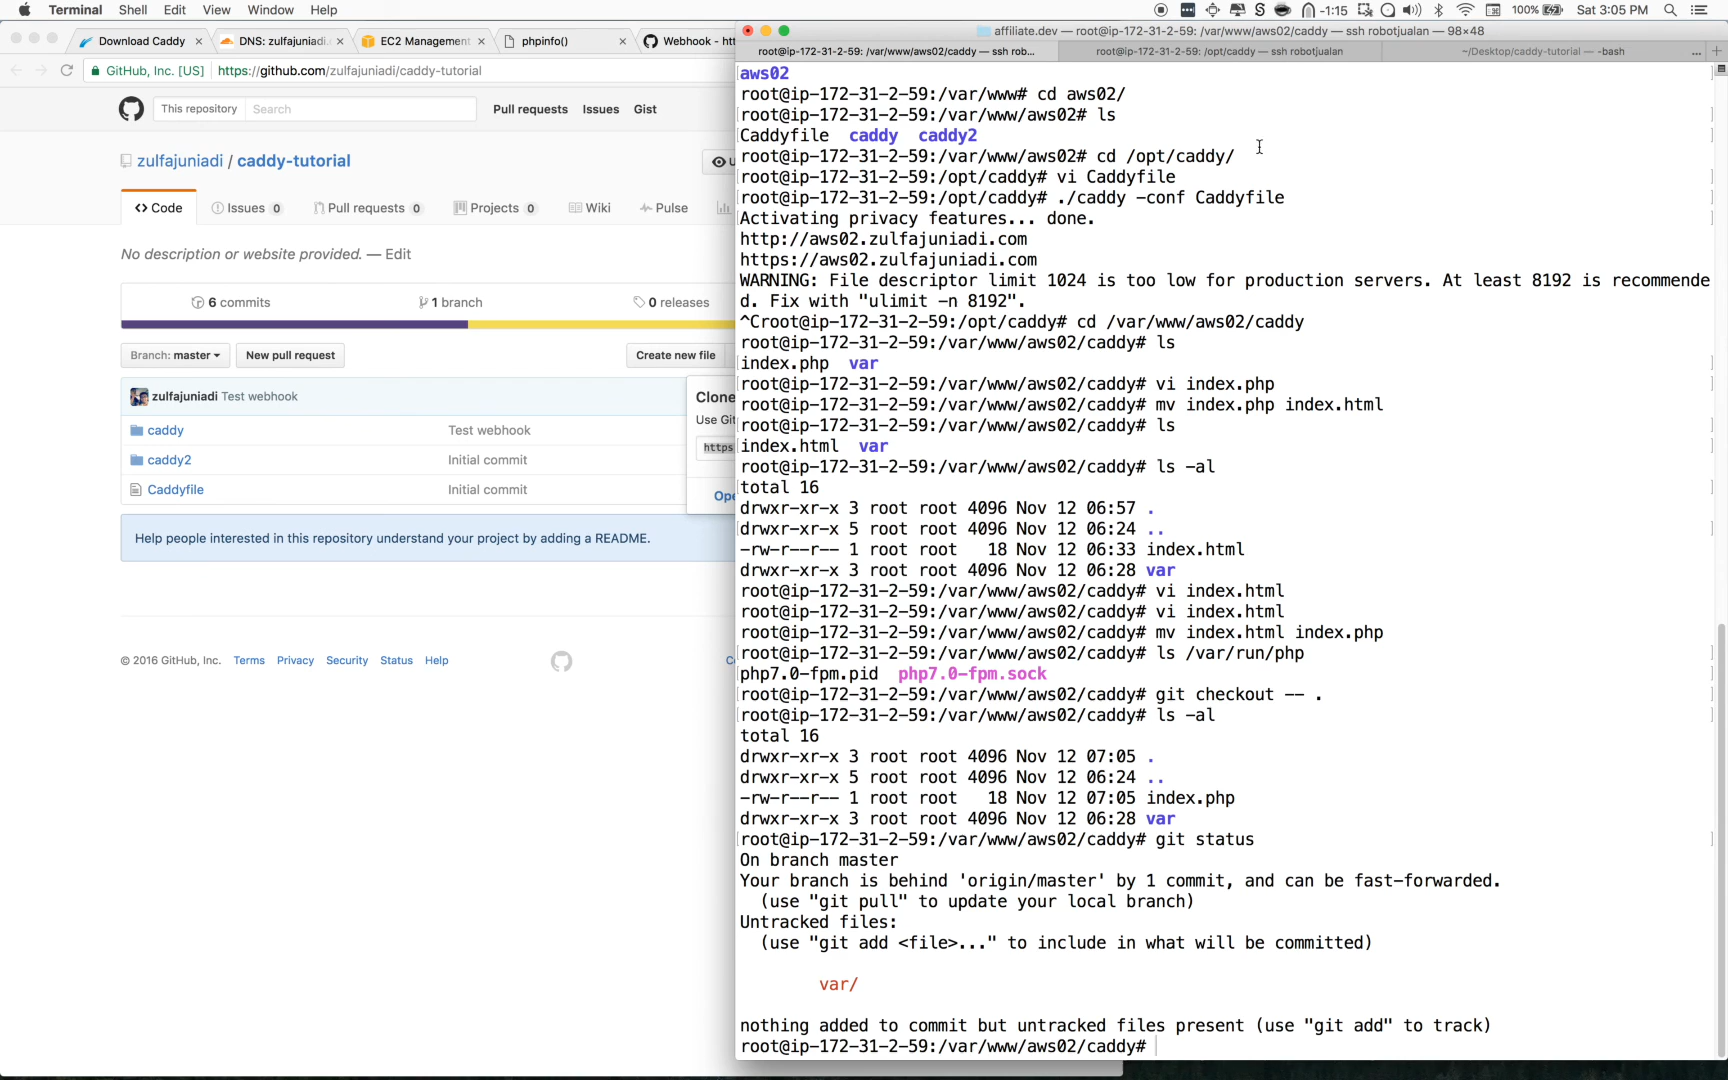 Terminal Shell Edit View Window Help
-1:15 100% Sat 3:05 PM
Download Caddy
DNS: zulfajuniadi.
EC2 Management
phpinfo()
Webhook - htt
GitHub, Inc. [US] https://github.com/zulfajuniadi/caddy-tutorial
This repository Search Pull requests Issues Gist
zulfajuniadi / caddy-tutorial
Code Issues 0 Pull requests 0 Projects 0 Wiki Pulse
No description or website provided. — Edit
6 commits 1 branch 0 releases
Branch: master New pull request Create new file
zulfajuniadi Test webhook
Clone
Use Git
https
Ope
caddy Test webhook
caddy2 Initial commit
Caddyfile Initial commit
Help people interested in this repository understand your project by adding a README.
© 2016 GitHub, Inc. Terms Privacy Security Status Help
affiliate.dev — root@ip-172-31-2-59: /var/www/aws02/caddy — ssh robotjualan — 98×48
root@ip-172-31-2-59: /var/www/aws02/caddy — ssh rob...
root@ip-172-31-2-59: /opt/caddy — ssh robotjualan
~/Desktop/caddy-tutorial — -bash
aws02
root@ip-172-31-2-59:/var/www# cd aws02/
root@ip-172-31-2-59:/var/www/aws02# ls
Caddyfile caddy caddy2
root@ip-172-31-2-59:/var/www/aws02# cd /opt/caddy/
root@ip-172-31-2-59:/opt/caddy# vi Caddyfile
root@ip-172-31-2-59:/opt/caddy# ./caddy -conf Caddyfile
Activating privacy features... done.
http://aws02.zulfajuniadi.com
https://aws02.zulfajuniadi.com
WARNING: File descriptor limit 1024 is too low for production servers. At least 8192 is recommende
d. Fix with "ulimit -n 8192".
^Croot@ip-172-31-2-59:/opt/caddy# cd /var/www/aws02/caddy
root@ip-172-31-2-59:/var/www/aws02/caddy# ls
index.php var
root@ip-172-31-2-59:/var/www/aws02/caddy# vi index.php
root@ip-172-31-2-59:/var/www/aws02/caddy# mv index.php index.html
root@ip-172-31-2-59:/var/www/aws02/caddy# ls
index.html var
root@ip-172-31-2-59:/var/www/aws02/caddy# ls -al
total 16
drwxr-xr-x 3 root root 4096 Nov 12 06:57 .
drwxr-xr-x 5 root root 4096 Nov 12 06:24 ..
-rw-r--r-- 1 root root 18 Nov 12 06:33 index.html
drwxr-xr-x 3 root root 4096 Nov 12 06:28 var
root@ip-172-31-2-59:/var/www/aws02/caddy# vi index.html
root@ip-172-31-2-59:/var/www/aws02/caddy# vi index.html
root@ip-172-31-2-59:/var/www/aws02/caddy# mv index.html index.php
root@ip-172-31-2-59:/var/www/aws02/caddy# ls /var/run/php
php7.0-fpm.pid php7.0-fpm.sock
root@ip-172-31-2-59:/var/www/aws02/caddy# git checkout -- .
root@ip-172-31-2-59:/var/www/aws02/caddy# ls -al
total 16
drwxr-xr-x 3 root root 4096 Nov 12 07:05 .
drwxr-xr-x 5 root root 4096 Nov 12 06:24 ..
-rw-r--r-- 1 root root 18 Nov 12 07:05 index.php
drwxr-xr-x 3 root root 4096 Nov 12 06:28 var
root@ip-172-31-2-59:/var/www/aws02/caddy# git status
On branch master
Your branch is behind 'origin/master' by 1 commit, and can be fast-forwarded.
(use "git pull" to update your local branch)
Untracked files:
(use "git add <file>..." to include in what will be committed)
var/
nothing added to commit but untracked files present (use "git add" to track)
root@ip-172-31-2-59:/var/www/aws02/caddy#